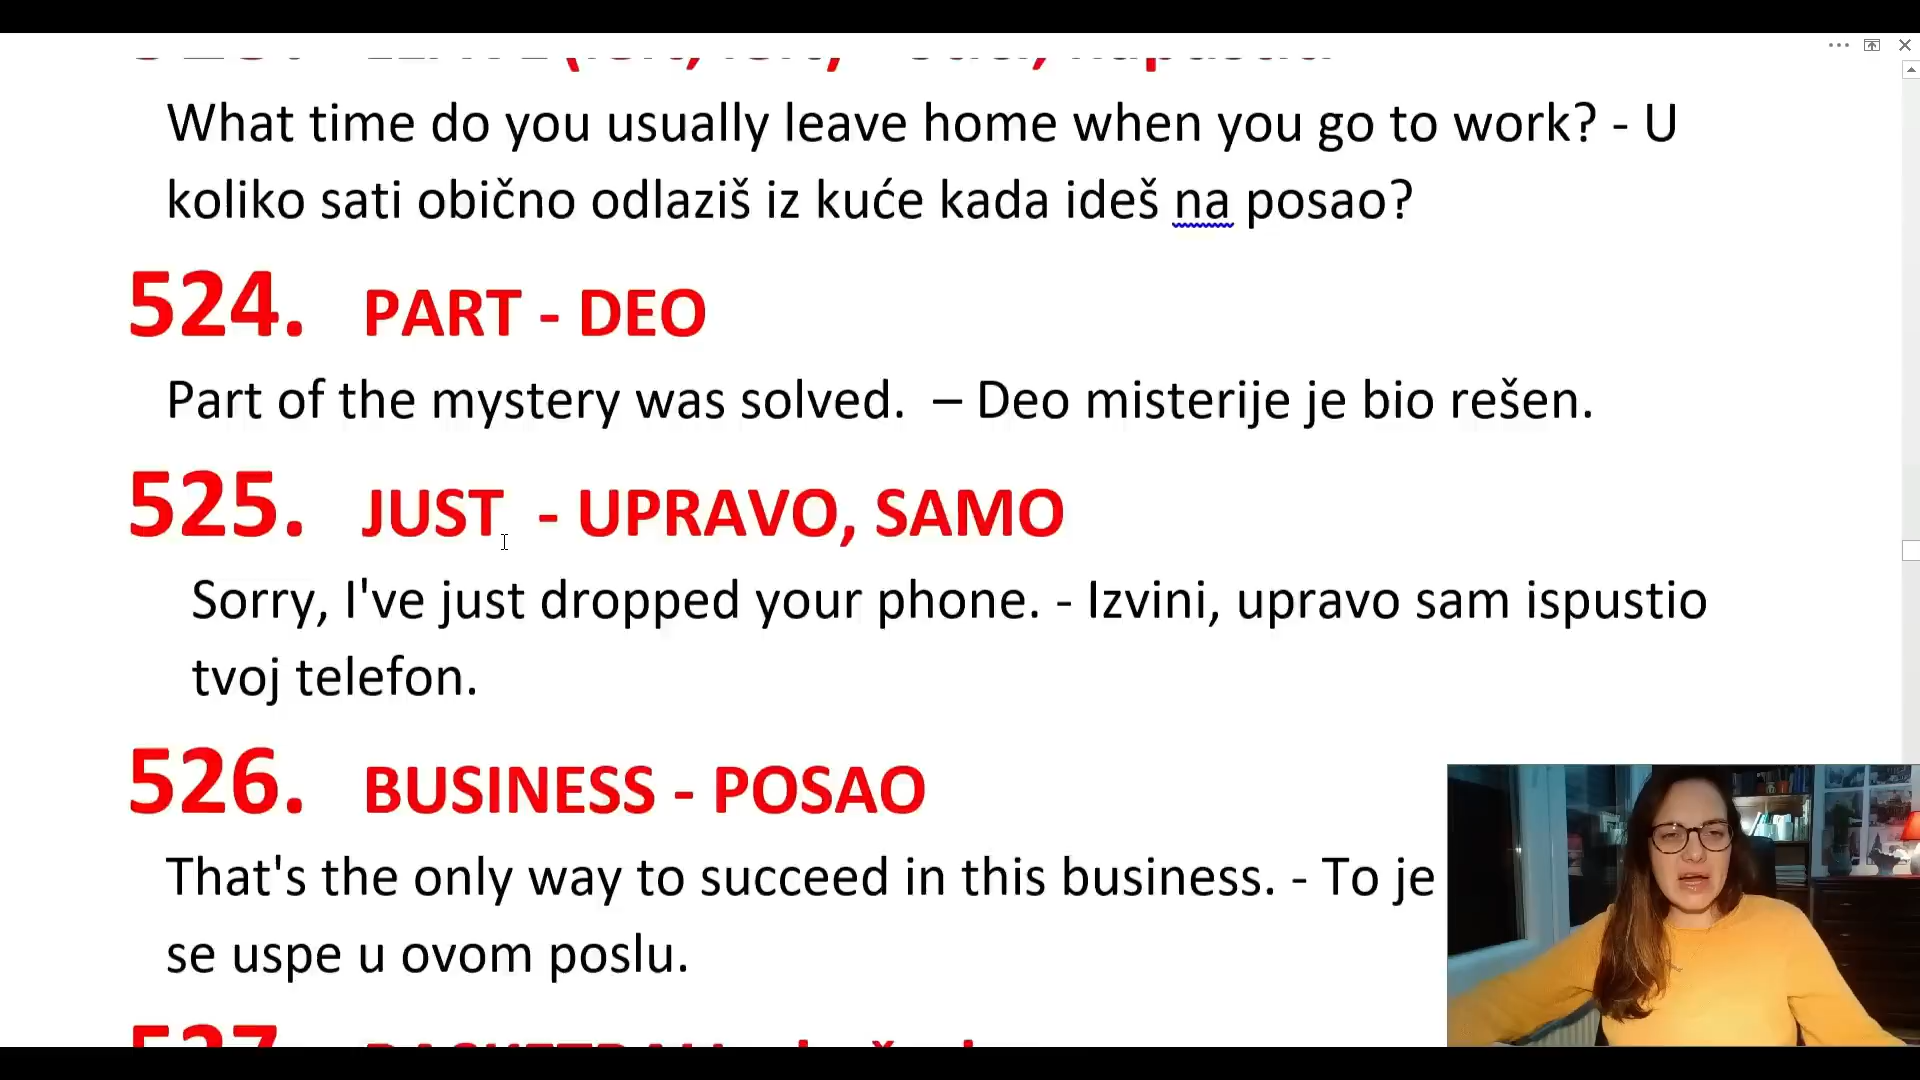 What time do you usually leave home when you go to work? - U
koliko sati obično odlaziš iz kuće kada ideš na posao?
524. PART - DEO
Part of the mystery was solved. – Deo misterije je bio rešen.
525. JUST - UPRAVO, SAMO
Sorry, I've just dropped your phone. - Izvini, upravo sam ispustio
tvoj telefon.
526. BUSINESS - POSAO
That's the only way to succeed in this business. - To je
se uspe u ovom poslu.
527.